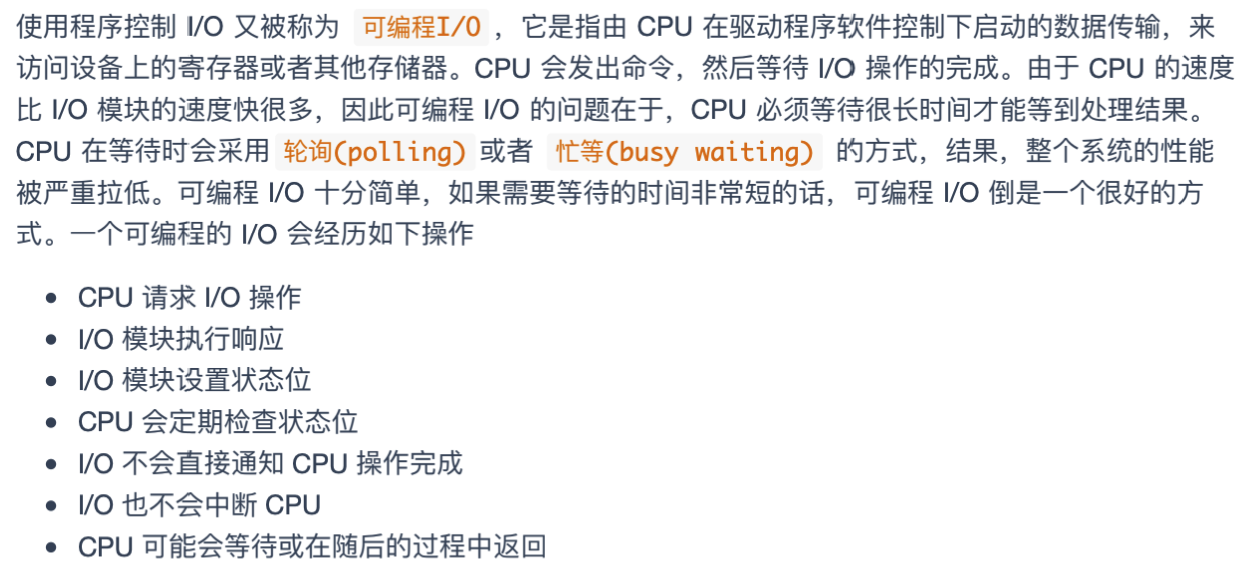 使用程序控制 I/O 又被称为 可编程I/O ，它是指由 CPU 在驱动程序软件控制下启动的数据传输，来
访问设备上的寄存器或者其他存储器。CPU 会发出命令，然后等待 I/O 操作的完成。由于 CPU 的速度
比 I/O 模块的速度快很多，因此可编程 I/O 的问题在于，CPU 必须等待很长时间才能等到处理结果。
CPU 在等待时会采用 轮询(polling) 或者 忙等(busy waiting) 的方式，结果，整个系统的性能
被严重拉低。可编程 I/O 十分简单，如果需要等待的时间非常短的话，可编程 I/O 倒是一个很好的方
式。一个可编程的 I/O 会经历如下操作
• CPU 请求 I/O 操作
• I/O 模块执行响应
• I/O 模块设置状态位
• CPU 会定期检查状态位
• I/O 不会直接通知 CPU 操作完成
• I/O 也不会中断 CPU
• CPU 可能会等待或在随后的过程中返回